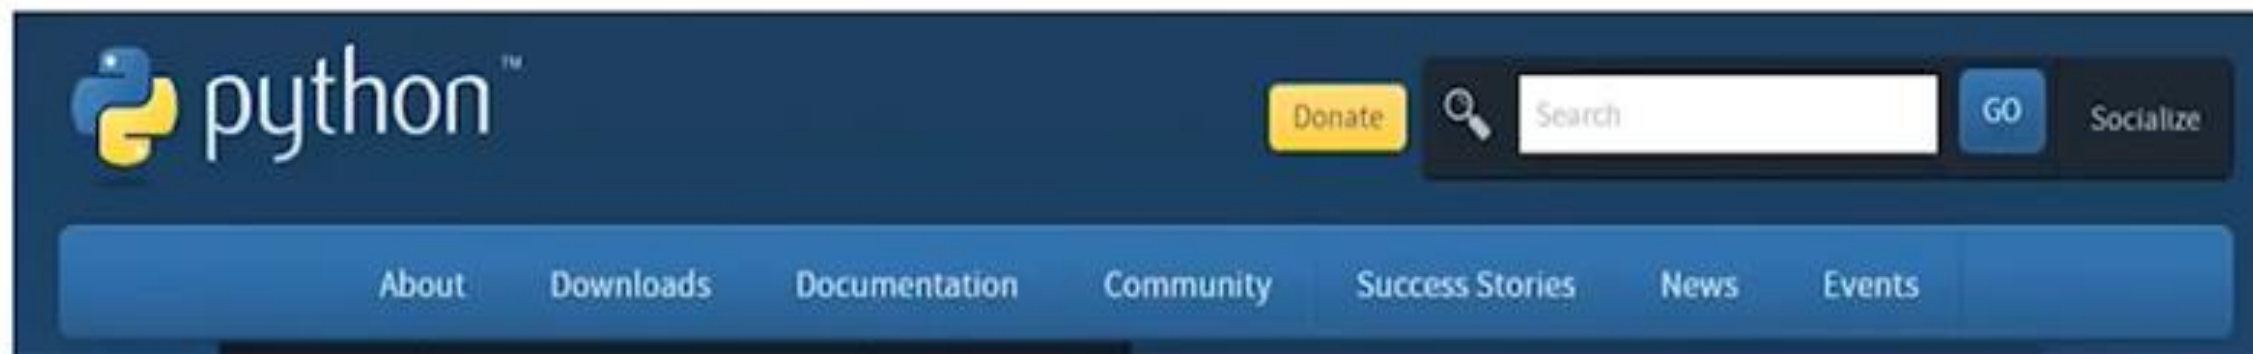 python™
Donate Search GO Socialize
About Downloads Documentation Community Success Stories News Events